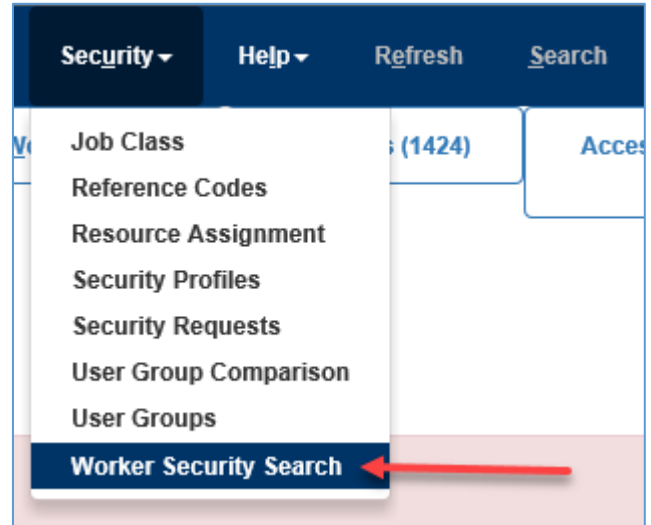 Security Help Refresh Search
s (1424) Acces
Job Class
Reference Codes
Resource Assignment
Security Profiles
Security Requests
User Group Comparison
User Groups
Worker Security Search